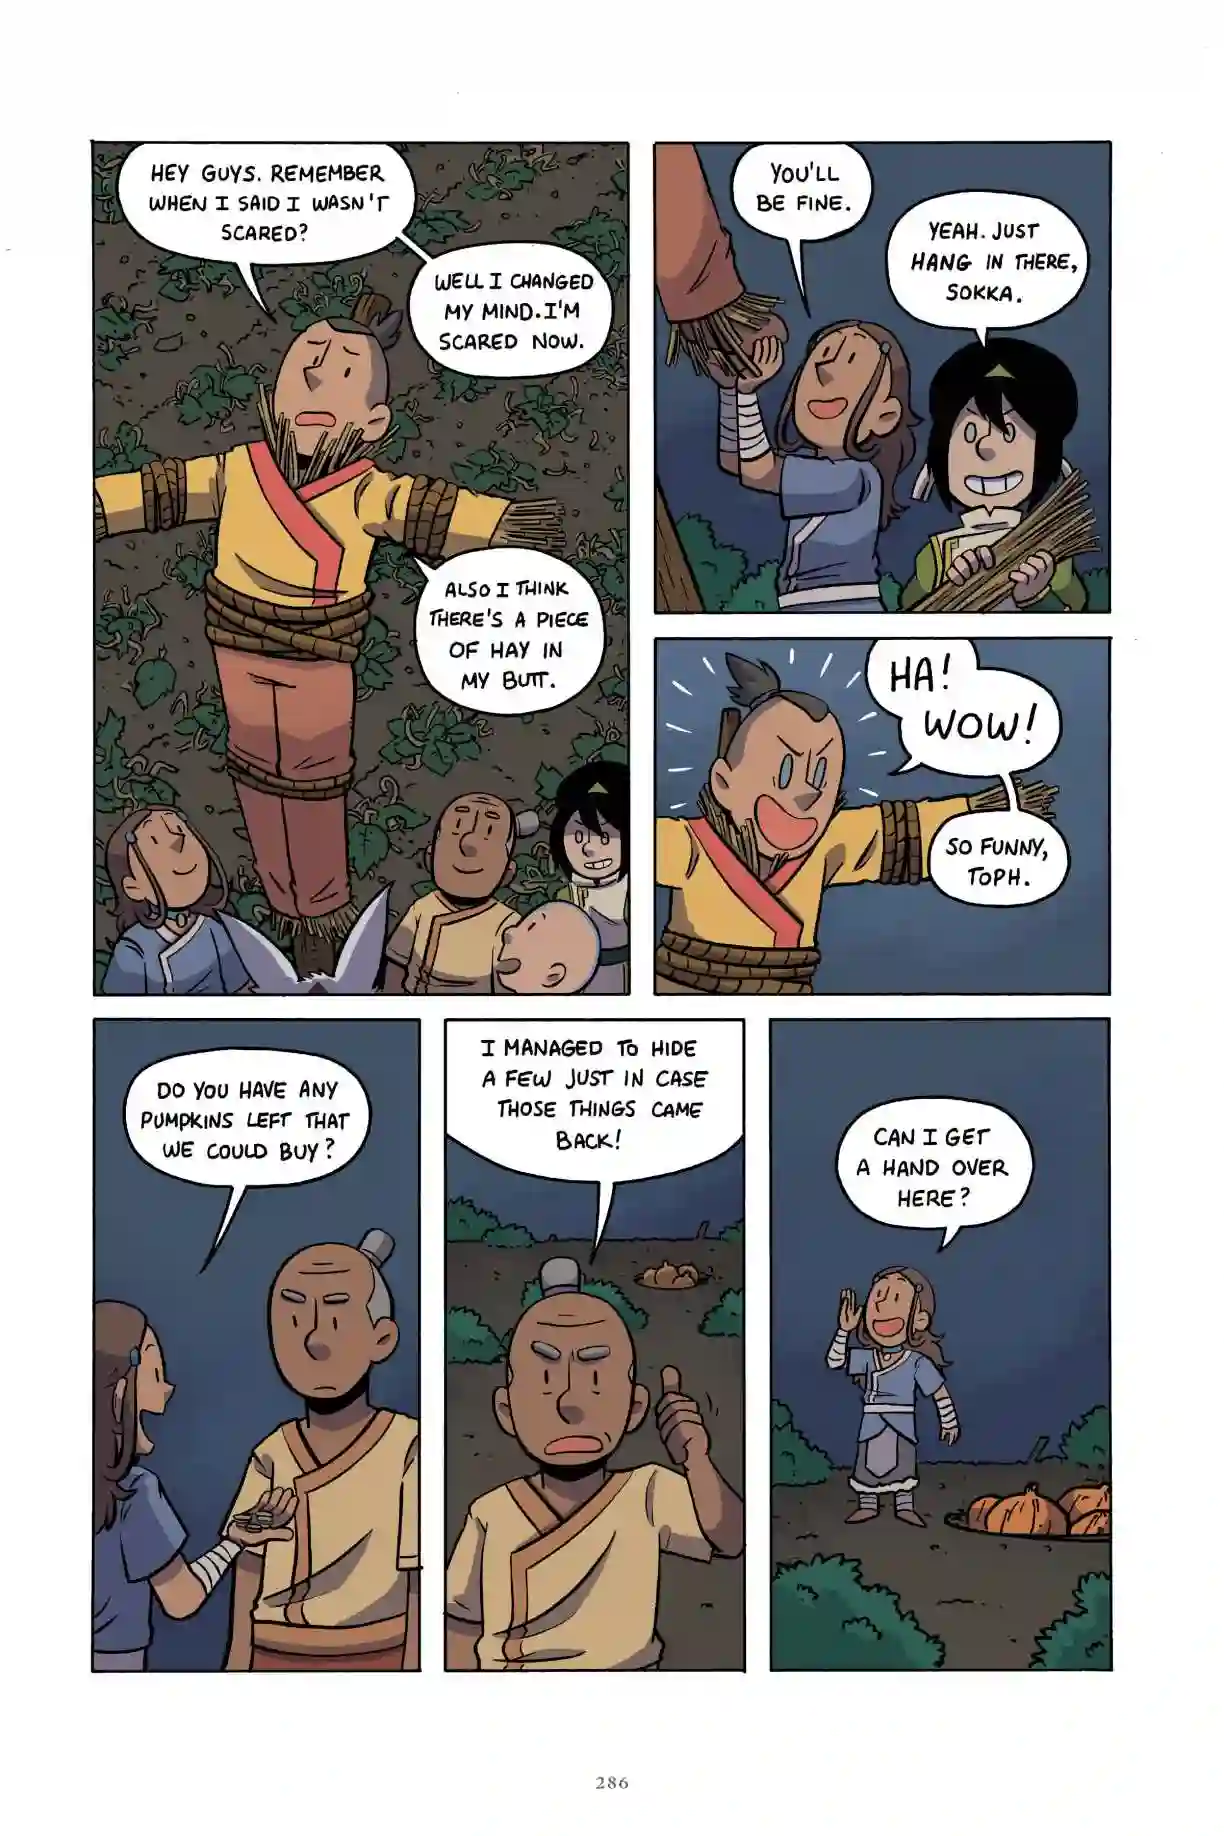 HEY GUYS. REMEMBER
WHEN I SAID I WASN'T
SCARED?
WELL I CHANGED
MY MIND. I'M
SCARED NOW.
ALSO I THINK
THERE'S A PIECE
OF HAY IN
MY BUTT.
YOU'LL
BE FINE.
YEAH. JUST
HANG IN THERE,
SOKKA.
HA!
WOW!
SO FUNNY,
TOPH.
DO YOU HAVE ANY
PUMPKINS LEFT THAT
WE COULD BUY?
I MANAGED TO HIDE
A FEW JUST IN CASE
THOSE THINGS CAME
BACK!
CAN I GET
A HAND OVER
HERE?
286